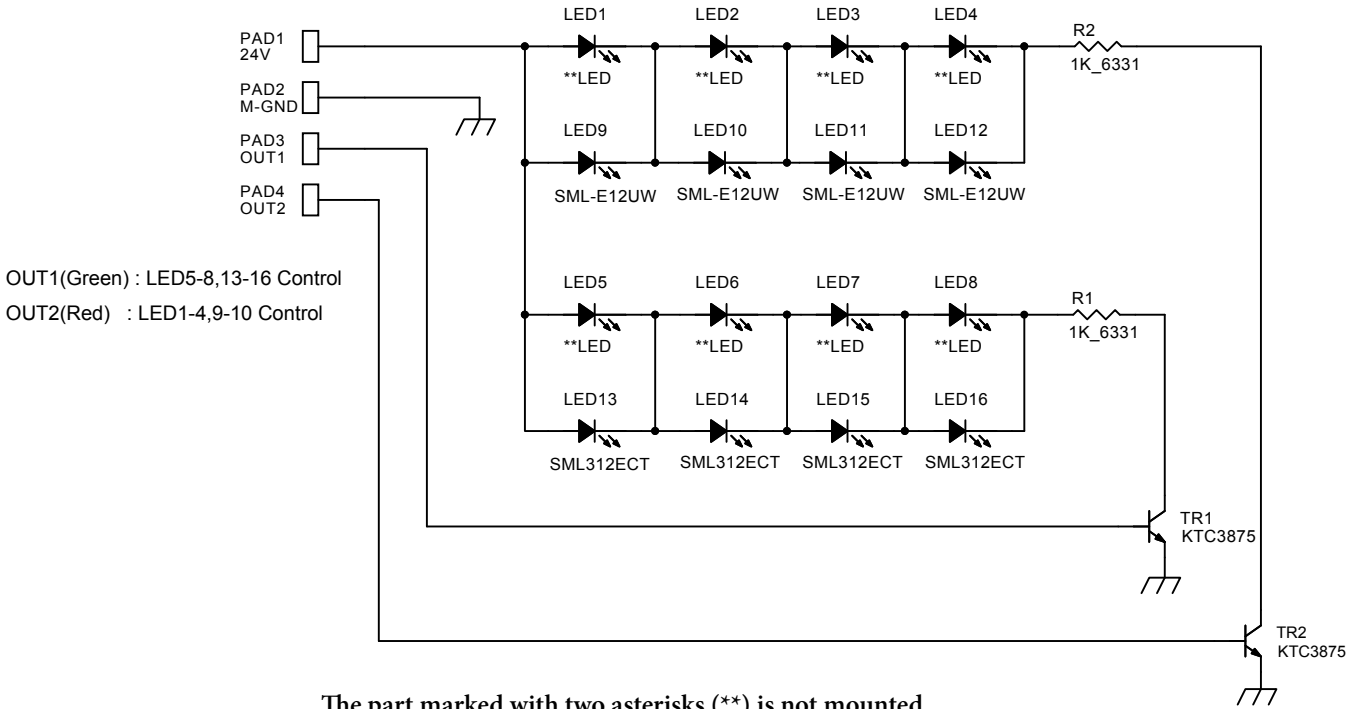 LED1 LED2 LED3 LED4
R2
1K_6331
PAD1
24V
**LED **LED **LED **LED
PAD2
M-GND
LED9 LED10 LED11 LED12
PAD3
OUT1
SML-E12UW SML-E12UW SML-E12UW SML-E12UW
PAD4
OUT2
OUT1(Green) : LED5-8,13-16 Control
OUT2(Red) : LED1-4,9-10 Control
LED5 LED6 LED7 LED8
R1
1K_6331
**LED **LED **LED **LED
LED13 LED14 LED15 LED16
SML312ECT SML312ECT SML312ECT SML312ECT
TR1
KTC3875
TR2
KTC3875
The part marked with two asterisks (**) is not mounted